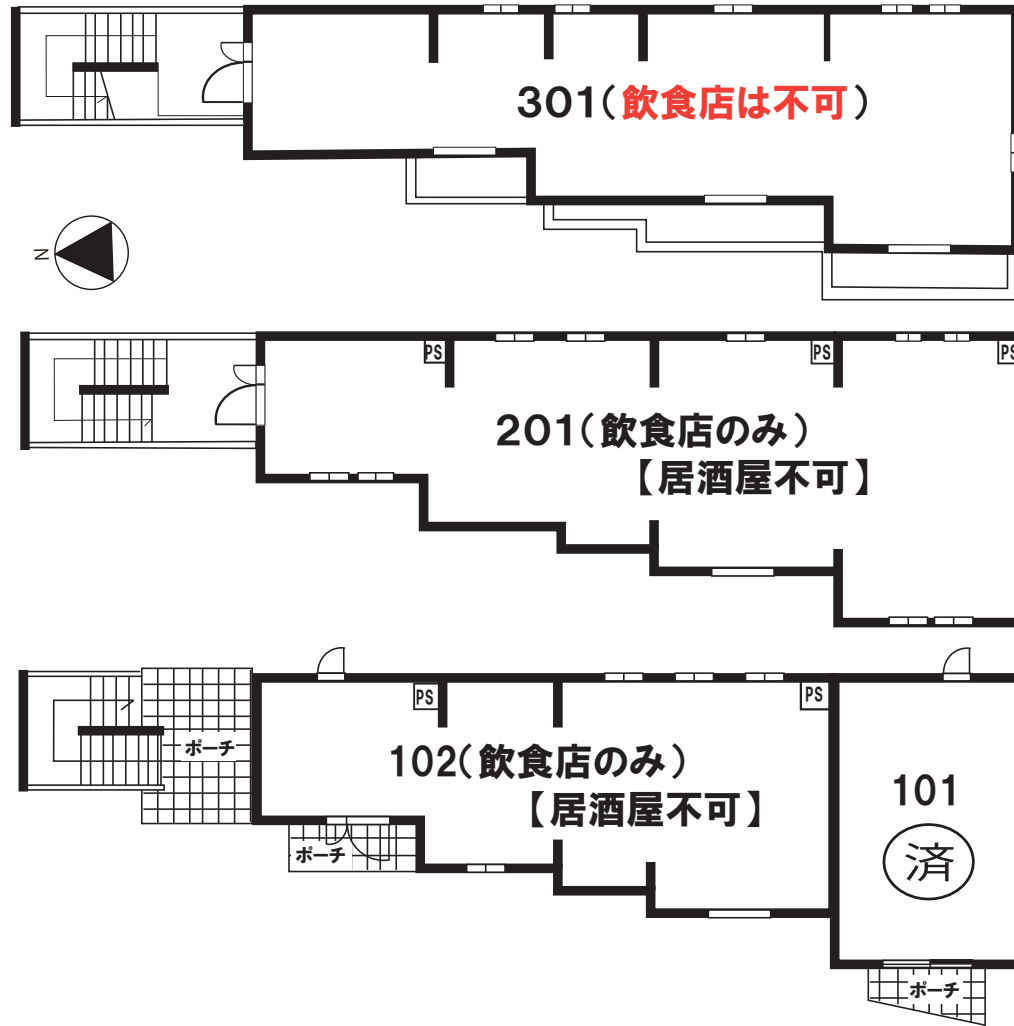 301(飲食店は不可)
N
PS
PS
PS
201(飲食店のみ)
【居酒屋不可】
PS
PS
ポーチ
102(飲食店のみ)
【居酒屋不可】
101
済
ポーチ
ポーチ